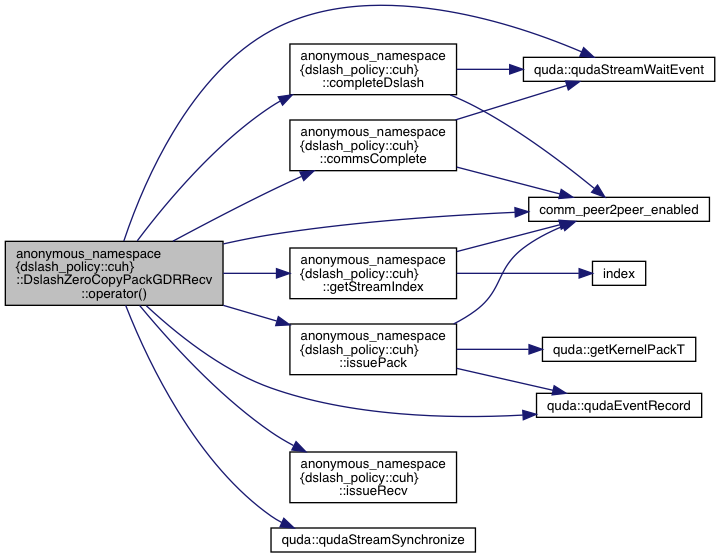 anonymous_namespace
{dslash_policy::cuh}
::DslashZeroCopyPackGDRRecv
::operator()
anonymous_namespace
{dslash_policy::cuh}
::completeDslash
anonymous_namespace
{dslash_policy::cuh}
::commsComplete
anonymous_namespace
{dslash_policy::cuh}
::getStreamIndex
anonymous_namespace
{dslash_policy::cuh}
::issuePack
anonymous_namespace
{dslash_policy::cuh}
::issueRecv
quda::qudaStreamSynchronize
quda::qudaStreamWaitEvent
comm_peer2peer_enabled
index
quda::getKernelPackT
quda::qudaEventRecord